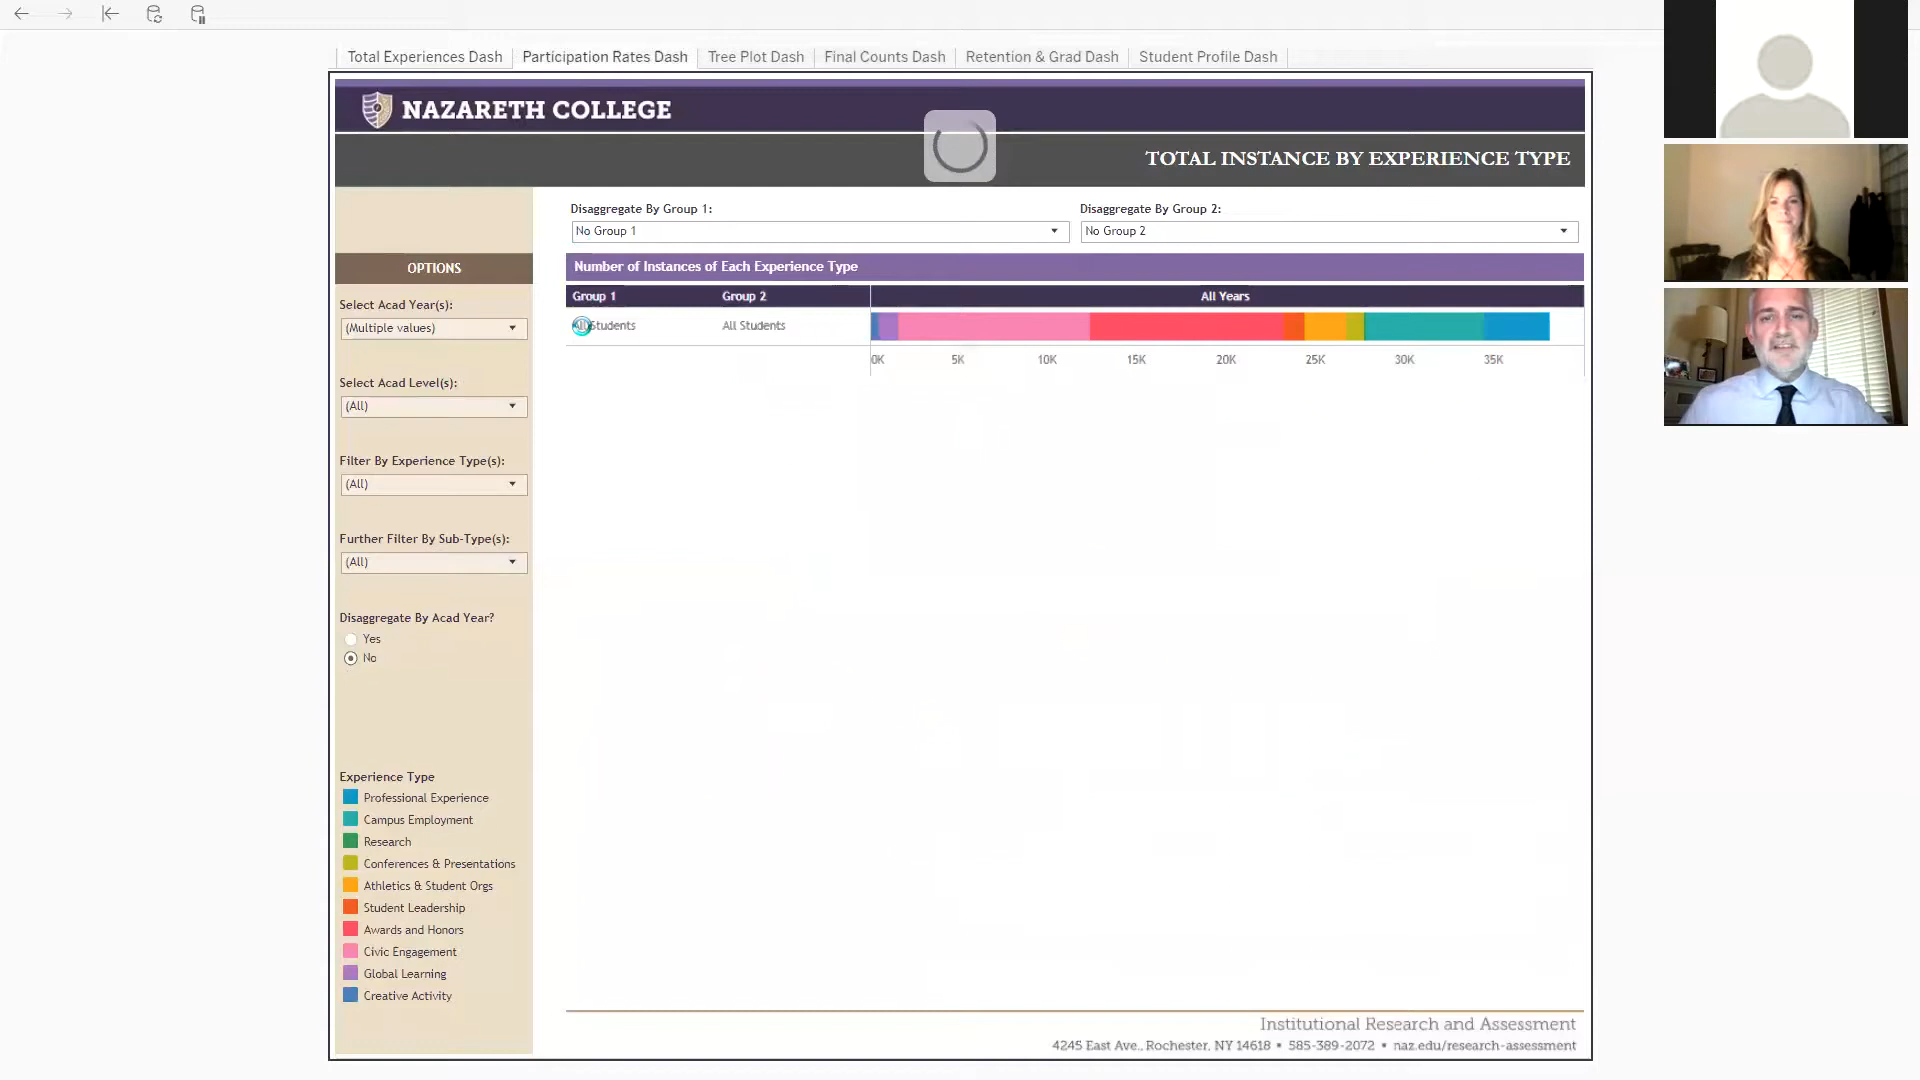 Total Experiences Dash
Participation Rates Dash
Tree Plot Dash
Final Counts Dash
Retention & Grad Dash
Student Profile Dash
NAZARETH COLLEGE
TOTAL INSTANCE BY EXPERIENCE TYPE
Disaggregate By Group 1:
No Group 1
Disaggregate By Group 2:
No Group 2
OPTIONS
Select Acad Year(s):
(Multiple values)
Select Acad Level(s):
(All)
Filter By Experience Type(s):
(All)
Further Filter By Sub-Type(s):
(All)
Disaggregate By Acad Year?
Yes
No
Number of Instances of Each Experience Type
Group 1 Group 2 All Years
Students All Students
0K 5K 10K 15K 20K 25K 30K 35K
Experience Type
Professional Experience
Campus Employment
Research
Conferences & Presentations
Athletics & Student Orgs
Student Leadership
Awards and Honors
Civic Engagement
Global Learning
Creative Activity
Institutional Research and Assessment
4245 East Ave., Rochester, NY 14618 • 585-389-2072 • naz.edu/research-assessment